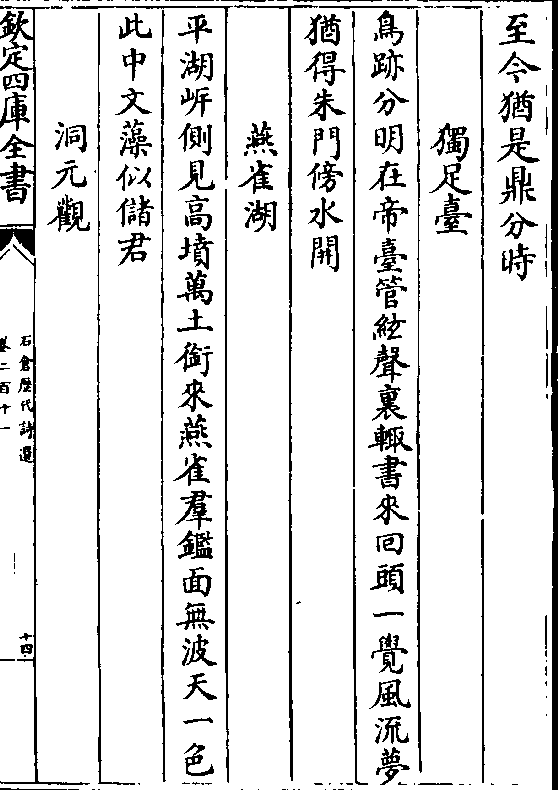 至今猶是鼎分時
獨足臺
鳥跡分明在帝臺管絃聲裏輙書來回頭一覺風流夢
猶得朱門傍水開
燕雀湖
平湖岍側見高墳萬土銜來燕雀羣鑑面無波天一色
此中文藻似儲君
洞元觀
欽定四庫全書
石倉歷代詩選
卷二百十一
十四